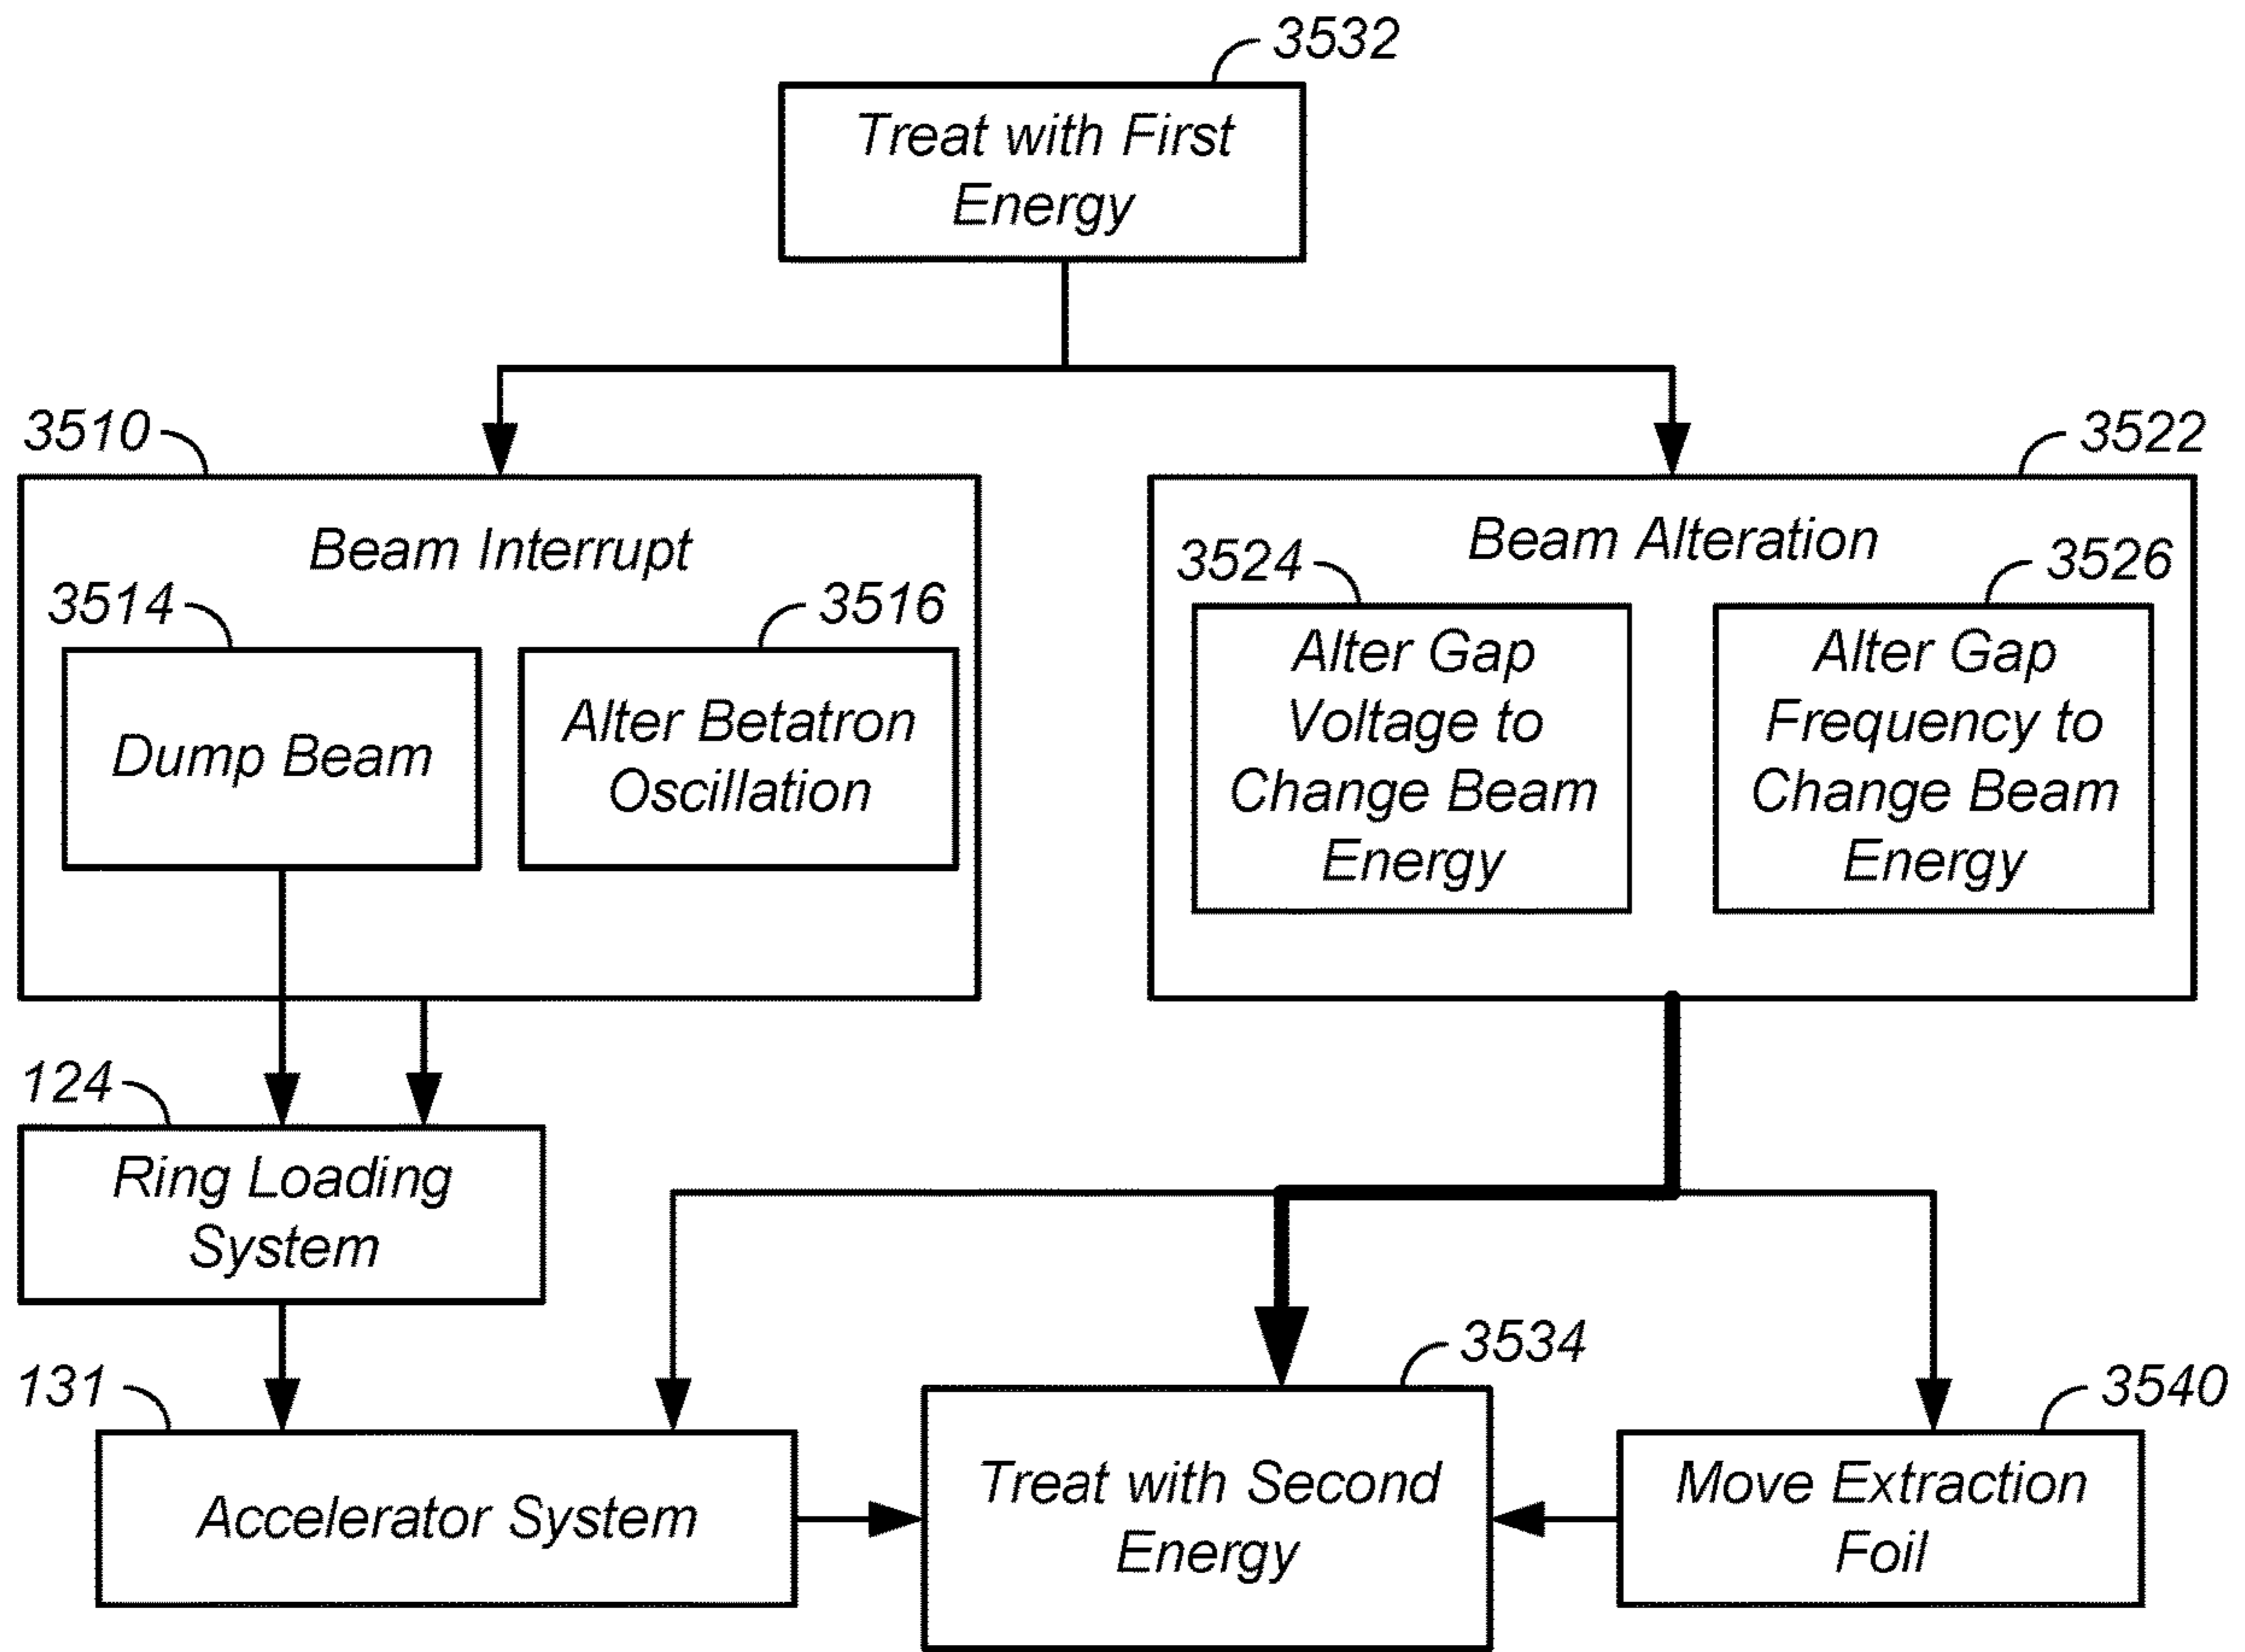 3532
Treat with First
Energy
3510
3522
Beam Interrupt
Beam Alteration
3514
3516
3524
3526
Dump Beam
Alter Betatron
Oscillation
Alter Gap
Voltage to
Change Beam
Energy
Alter Gap
Frequency to
Change Beam
Energy
124
Ring Loading
System
131
Accelerator System
3534
Treat with Second
Energy
3540
Move Extraction
Foil